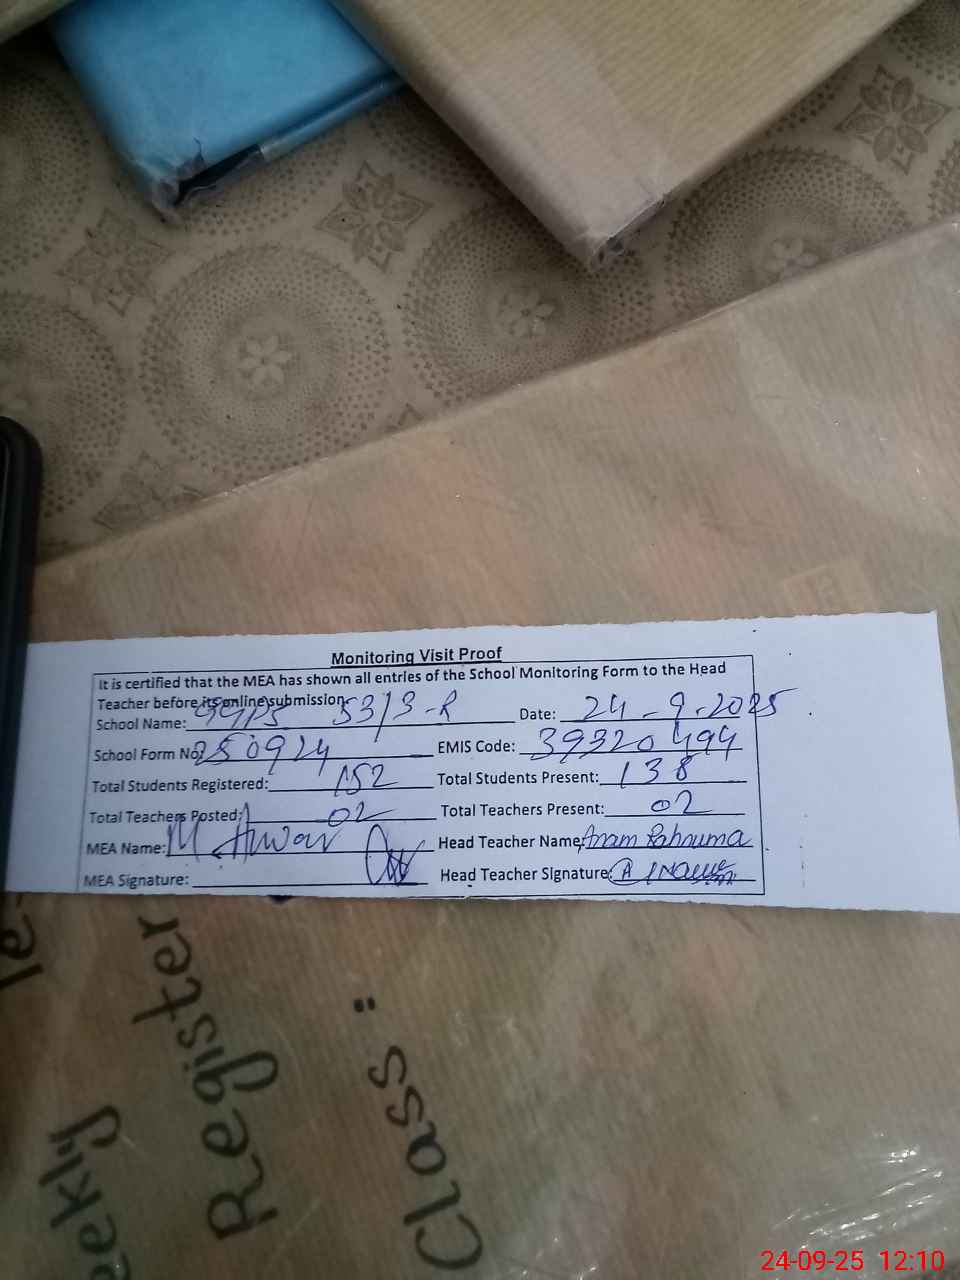 Monitoring Visit Proof
It is certified that the MEA has shown all entries of the School Monitoring Form to the Head
Teacher before its online submission.
School Name: GGPS 53/3-R Date: 24-9-2025
School Form No: 250924 EMIS Code: 39320494
Total Students Registered: 152 Total Students Present: 138
Total Teachers Posted: 02 Total Teachers Present: 02
MEA Name: M Anwar Head Teacher Name: Anam Rahnuma
MEA Signature: Head Teacher Signature:
Register
Class :
24-09-25 12:10